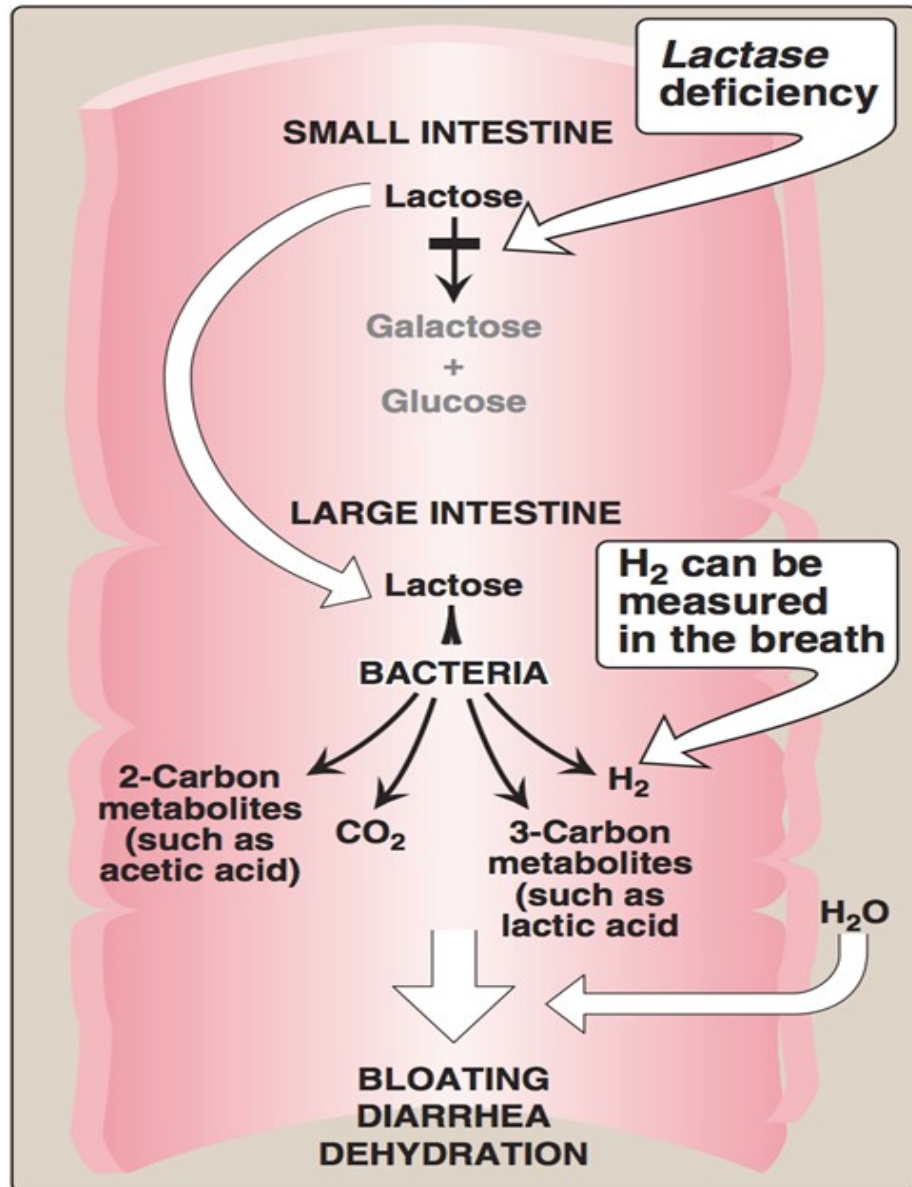 Lactase
deficiency
SMALL INTESTINE
Lactose
Galactose
+
Glucose
LARGE INTESTINE
Lactose
H₂ can be
measured
in the breath
BACTERIA
2-Carbon
metabolites
(such as
acetic acid)
CO₂
3-Carbon
metabolites
(such as
lactic acid
H₂
H₂O
BLOATING
DIARRHEA
DEHYDRATION